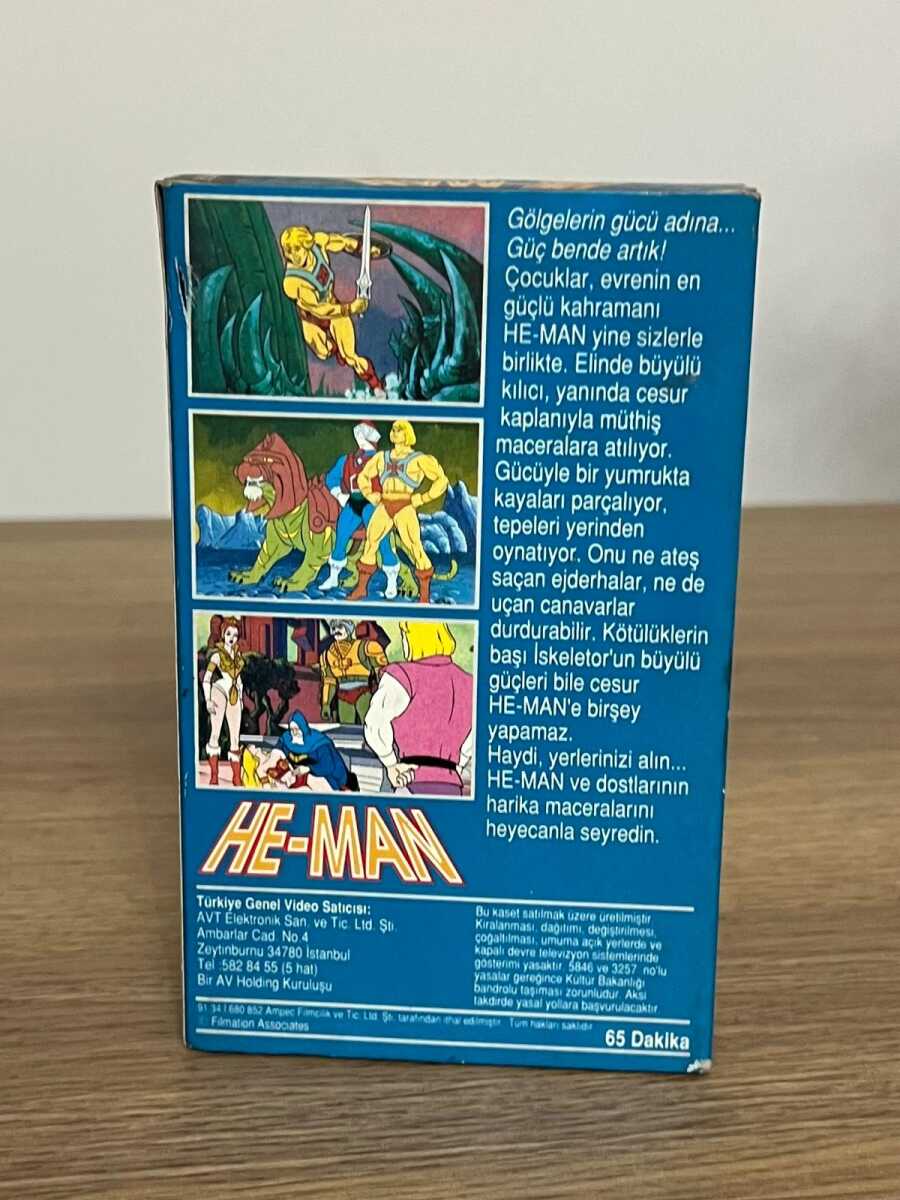 Gölgelerin gücü adına...
Güç bende artık!
Çocuklar, evrenin en
güçlü kahramanı
HE-MAN yine sizlerle
birlikte. Elinde büyülü
kılıcı, yanında cesur
kaplanıyla müthiş
maceralara atılıyor.
Gücüyle bir yumrukta
kayaları parçalıyor,
tepeleri yerinden
oynatıyor. Onu ne ateş
saçan ejderhalar, ne de
uçan canavarlar
durdurabilir. Kötülüklerin
başı İskeletor'un büyülü
güçleri bile cesur
HE-MAN'e birşey
yapamaz.
Haydi, yerlerinizi alın...
HE-MAN ve dostlarının
harika maceralarını
heyecanla seyredin.
HE-MAN
Türkiye Genel Video Satıcısı:
AVT Elektronik San. ve Tic. Ltd. Şti.
Ambarlar Cad. No.4
Zeytinburnu 34780 İstanbul
Tel :582 84 55 (5 hat)
Bir AV Holding Kuruluşu
Bu kaset satılmak üzere üretilmiştir.
Kiralanması, dağıtımı, değiştirilmesi,
çoğaltılması, umuma açık yerlerde ve
kapalı devre televizyon sistemlerinde
gösterimi yasaktır. 5846 ve 3257 no'lu
yasalar gereğince Kültür Bakanlığı
bandrolu taşıması zorunludur. Aksi
takdirde yasal yollara başvurulacaktır.
91.34.1680 852 Ampec Filmcilik ve Tic. Ltd. Şti. tarafından ithal edilmiştir. Tüm hakları saklıdır.
© Filmation Associates
65 Dakika